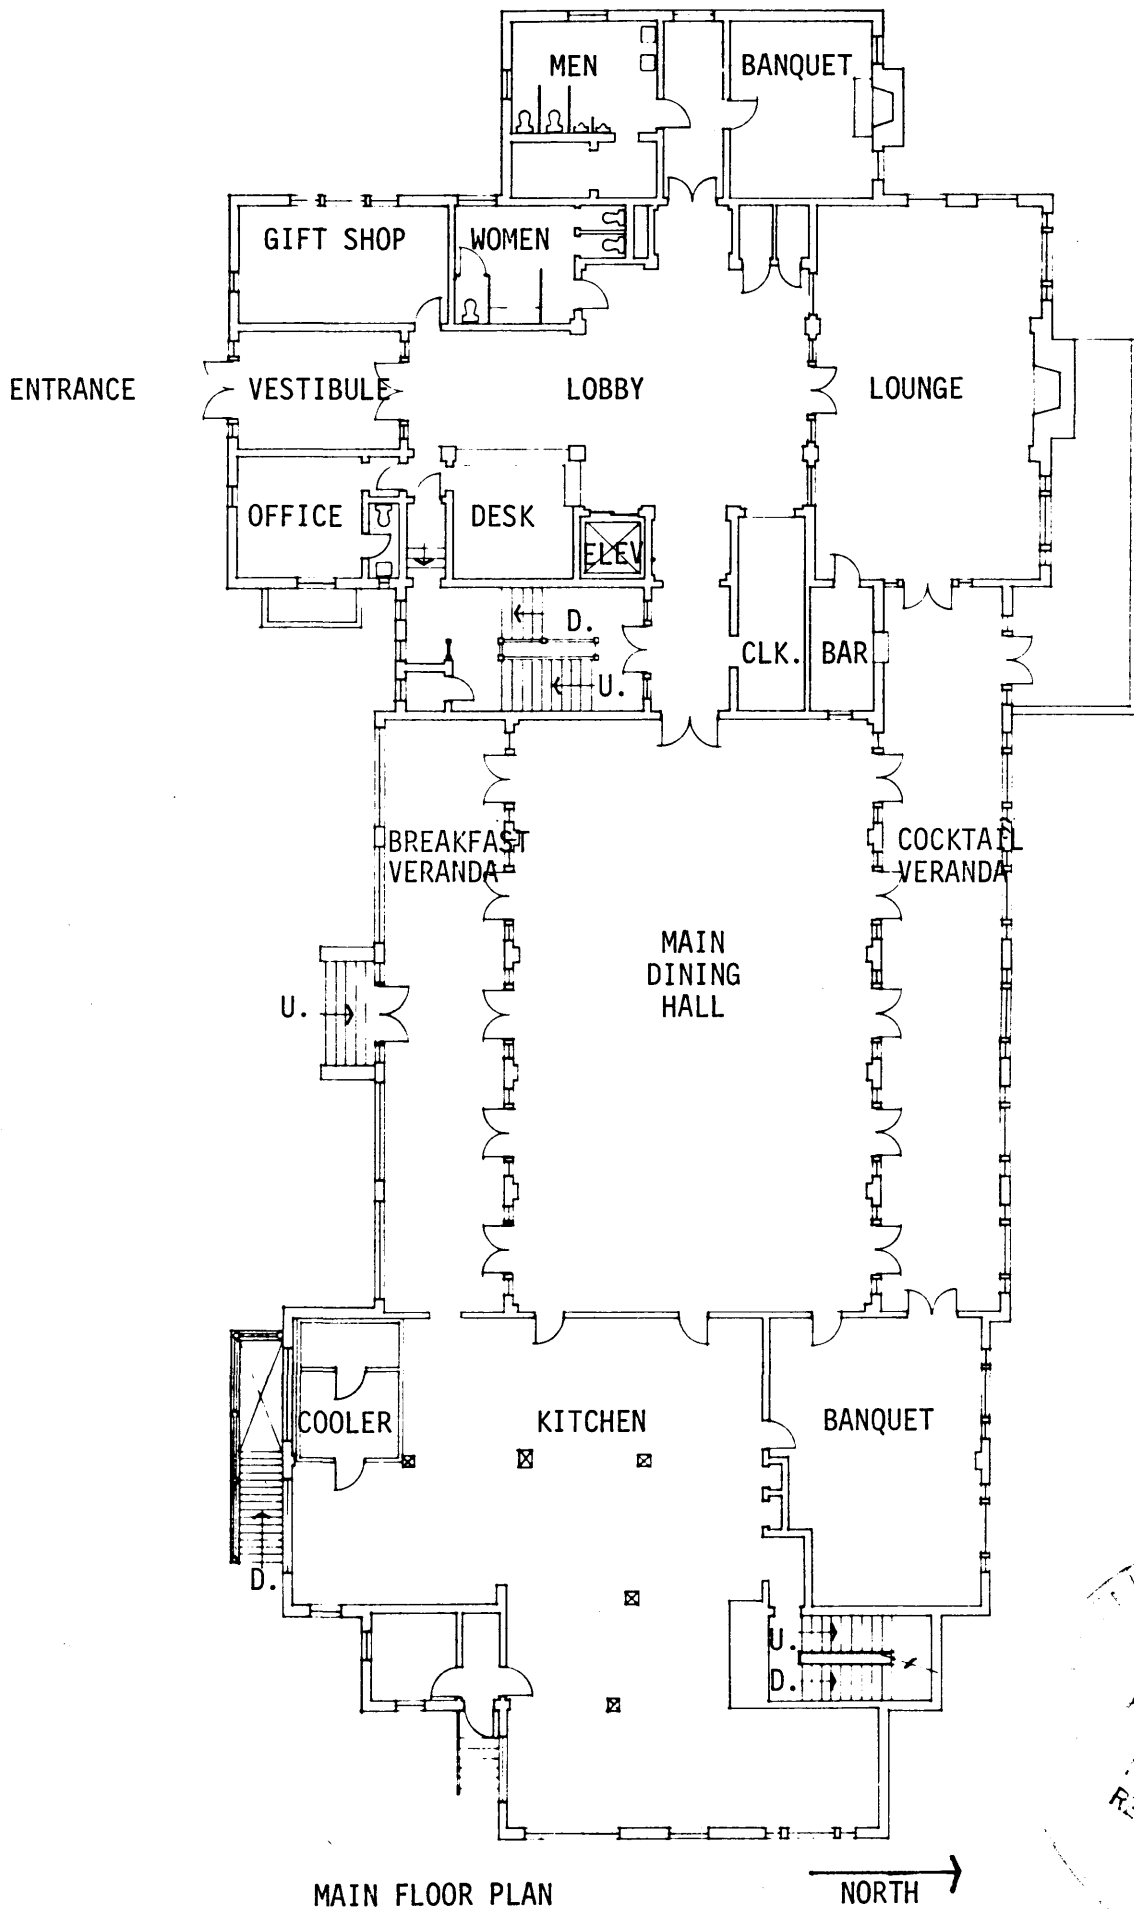 MEN
BANQUET
GIFT SHOP
WOMEN
ENTRANCE
VESTIBULE
LOBBY
LOUNGE
OFFICE
DESK
ELEV
D.
CLK.
BAR
U.
BREAKFAST
VERANDA
COCKTAIL
VERANDA
MAIN
DINING
HALL
U.
COOLER
KITCHEN
BANQUET
D.
U.
D.
MAIN FLOOR PLAN
NORTH